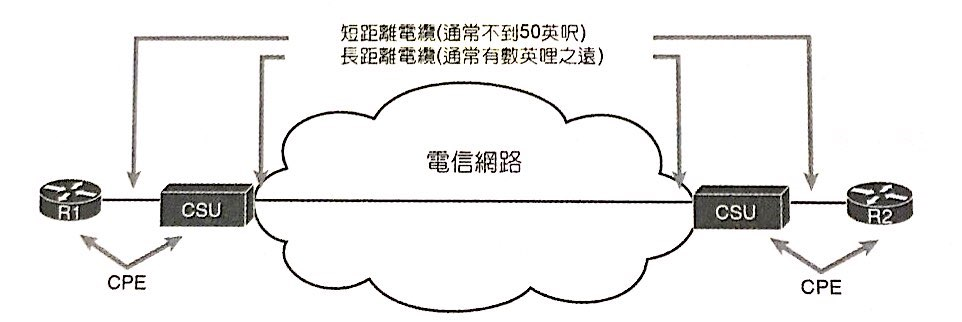 短距離電纜(通常不到50英呎)
長距離電纜(通常有數英哩之遠)
電信網路
R1
CSU
CSU
R2
CPE
CPE